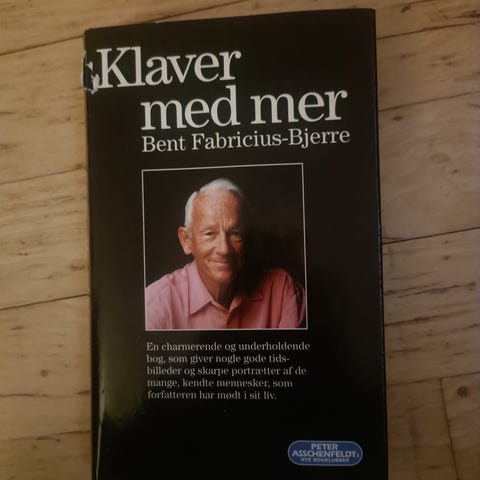 Klaver
med mer
Bent Fabricius-Bjerre
En charmerende og underholdende
bog, som giver nogle gode tids-
billeder og skarpe portrætter af de
mange, kendte mennesker, som
forfatteren har mødt i sit liv.
PETER
ASSCHENFELDTs
NYE BOGKLUBBER